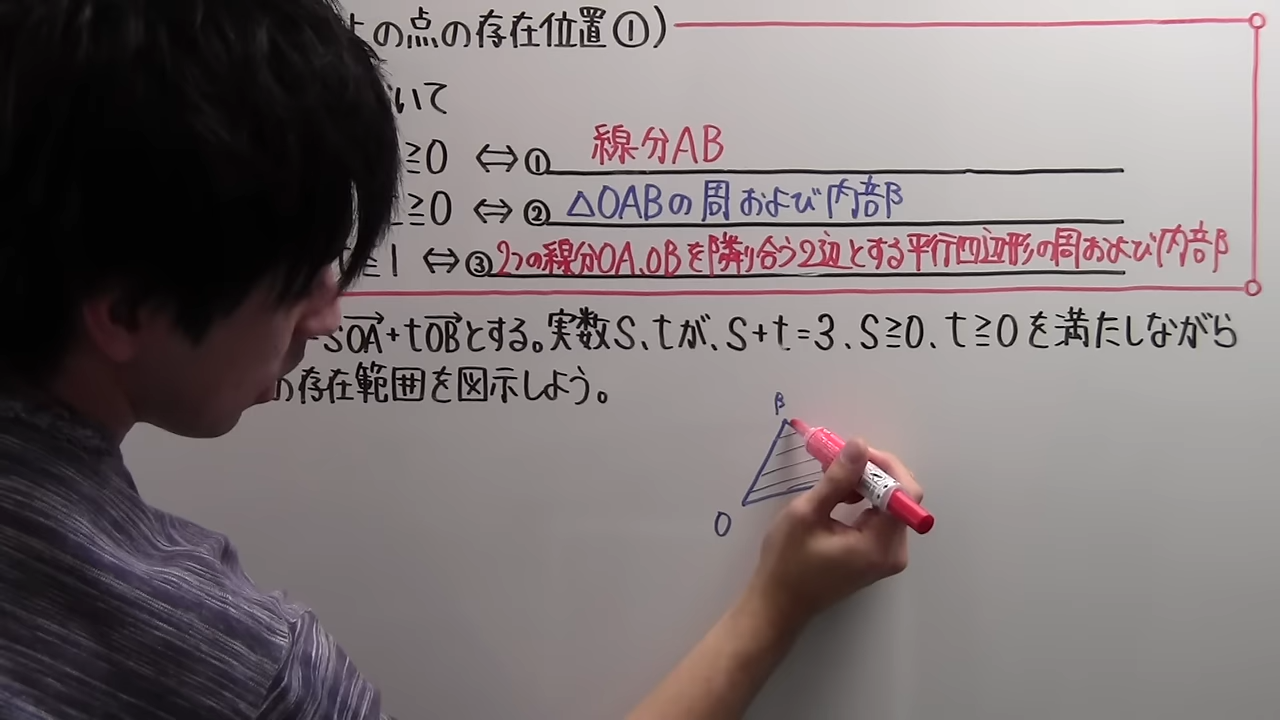 の点の存在位置①)
いて
≧0 ⇔ ① 線分AB
≧0 ⇔ ② △OABの周および内部
≦1 ⇔ ③ 2つの線分OA、OBを隣り合う2辺とする平行四辺形の周および内部
sOA+tOBとする。実数s、tが、s+t=3、s≧0、t≧0を満たしながら
の存在範囲を図示しよう。
B
O